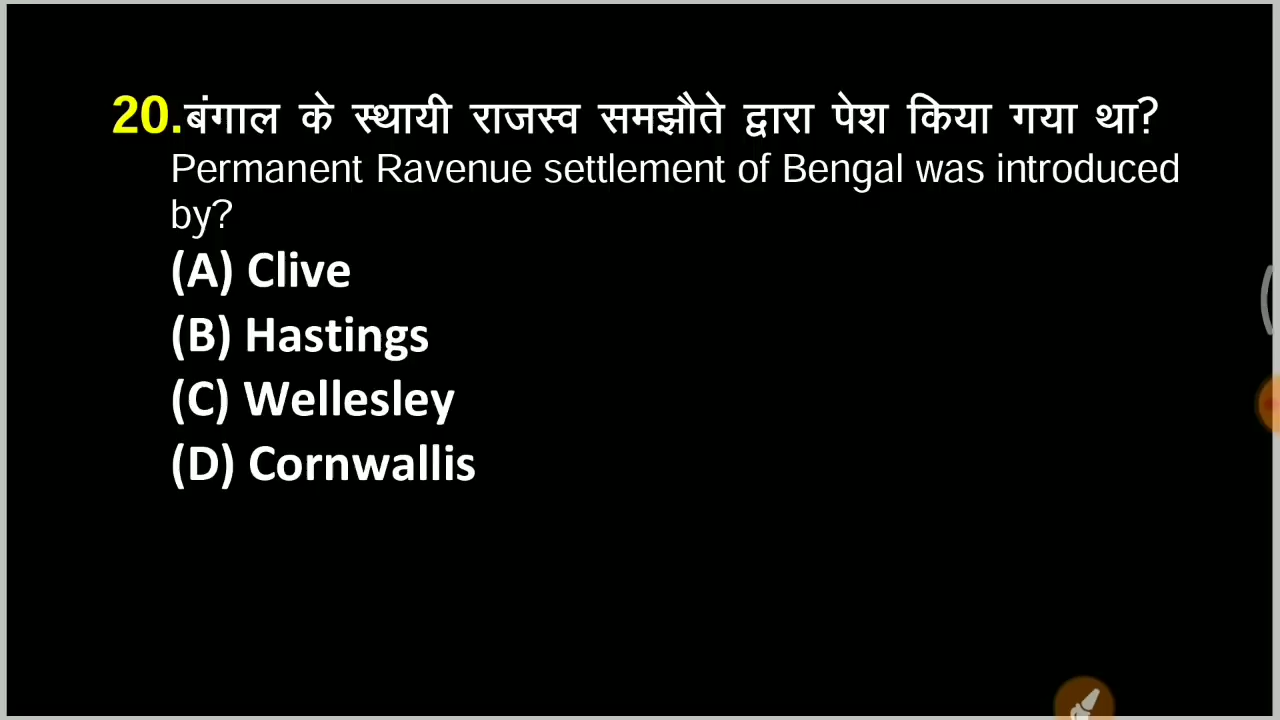 20.बंगाल के स्थायी राजस्व समझौते द्वारा पेश किया गया था?
Permanent Ravenue settlement of Bengal was introduced
by?
(A) Clive
(B) Hastings
(C) Wellesley
(D) Cornwallis